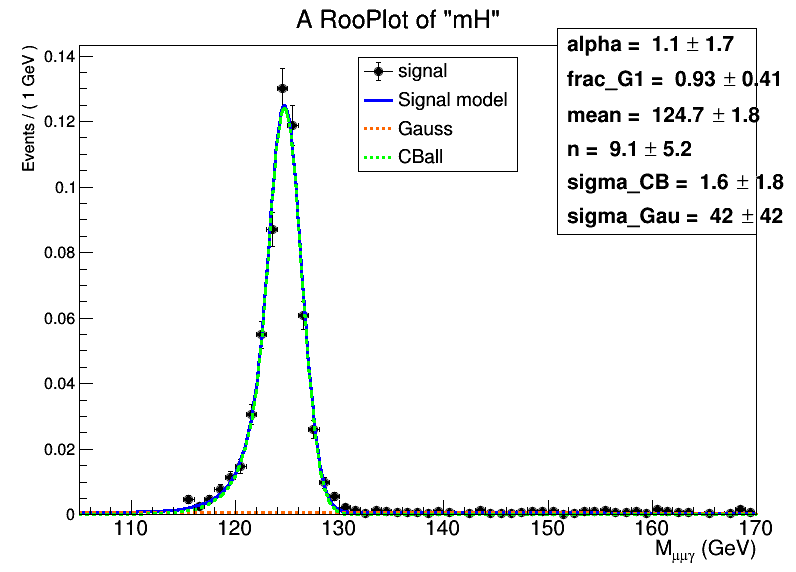 A RooPlot of "mH"
Events / ( 1 GeV )
0.14
0.12
0.1
0.08
0.06
0.04
0.02
0
signal
Signal model
Gauss
CBall
alpha = 1.1 ± 1.7
frac_G1 = 0.93 ± 0.41
mean = 124.7 ± 1.8
n = 9.1 ± 5.2
sigma_CB = 1.6 ± 1.8
sigma_Gau = 42 ± 42
110 120 130 140 150 160 170
Mμμγ (GeV)